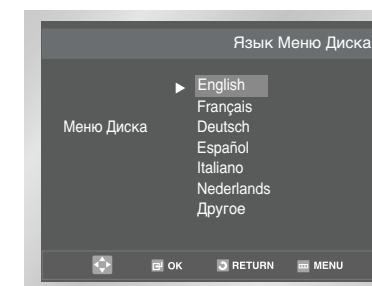 Язык Меню Диска
English
Français
Меню Диска
Deutsch
Español
Italiano
Nederlands
Другое
OK
RETURN
MENU